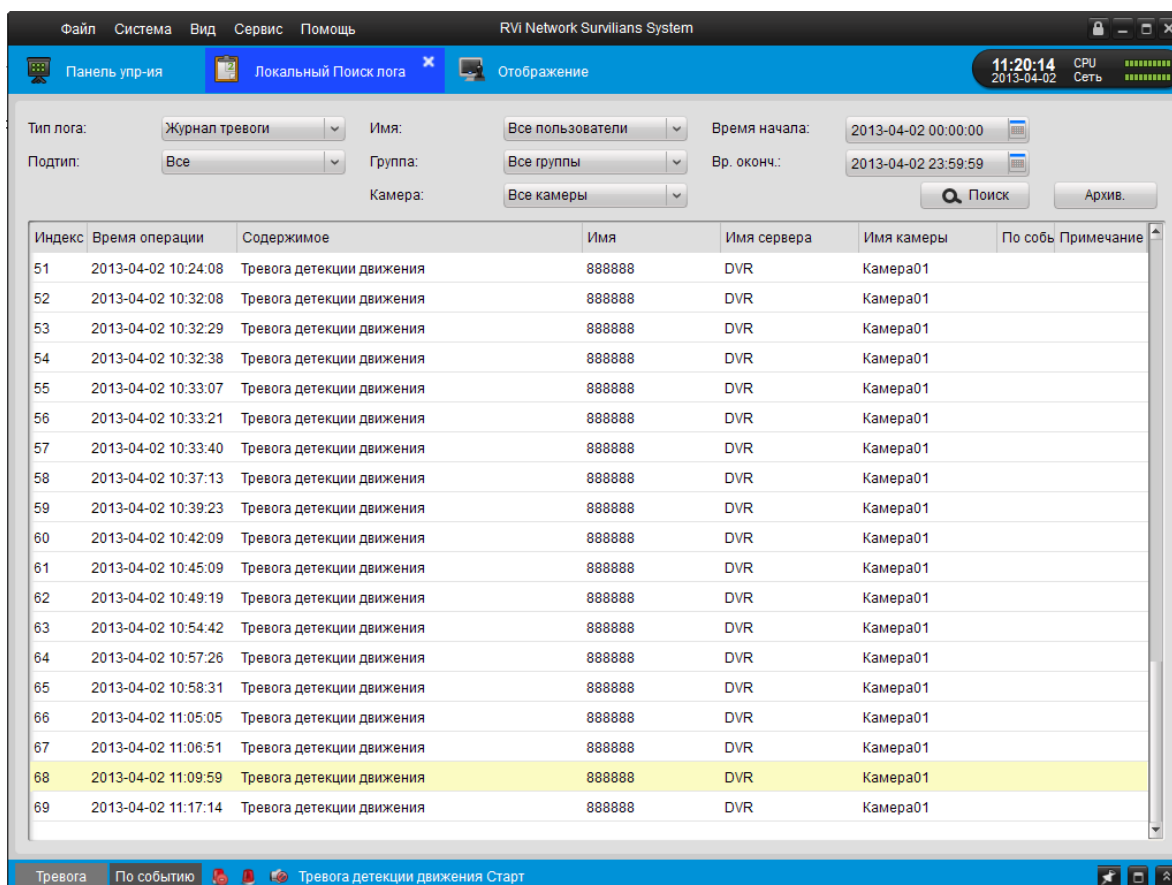 Файл Система Вид Сервис Помощь RVi Network Survilians System
Панель упр-ия Локальный Поиск лога Отображение 11:20:14 CPU
2013-04-02 Сеть
Тип лога: Журнал тревоги Имя: Все пользователи Время начала: 2013-04-02 00:00:00
Подтип: Все Группа: Все группы Вр. оконч.: 2013-04-02 23:59:59
Камера: Все камеры Поиск Архив.
Индекс Время операции Содержимое Имя Имя сервера Имя камеры По собь Примечание
51 2013-04-02 10:24:08 Тревога детекции движения 888888 DVR Камера01
52 2013-04-02 10:32:08 Тревога детекции движения 888888 DVR Камера01
53 2013-04-02 10:32:29 Тревога детекции движения 888888 DVR Камера01
54 2013-04-02 10:32:38 Тревога детекции движения 888888 DVR Камера01
55 2013-04-02 10:33:07 Тревога детекции движения 888888 DVR Камера01
56 2013-04-02 10:33:21 Тревога детекции движения 888888 DVR Камера01
57 2013-04-02 10:33:40 Тревога детекции движения 888888 DVR Камера01
58 2013-04-02 10:37:13 Тревога детекции движения 888888 DVR Камера01
59 2013-04-02 10:39:23 Тревога детекции движения 888888 DVR Камера01
60 2013-04-02 10:42:09 Тревога детекции движения 888888 DVR Камера01
61 2013-04-02 10:45:09 Тревога детекции движения 888888 DVR Камера01
62 2013-04-02 10:49:19 Тревога детекции движения 888888 DVR Камера01
63 2013-04-02 10:54:42 Тревога детекции движения 888888 DVR Камера01
64 2013-04-02 10:57:26 Тревога детекции движения 888888 DVR Камера01
65 2013-04-02 10:58:31 Тревога детекции движения 888888 DVR Камера01
66 2013-04-02 11:05:05 Тревога детекции движения 888888 DVR Камера01
67 2013-04-02 11:06:51 Тревога детекции движения 888888 DVR Камера01
68 2013-04-02 11:09:59 Тревога детекции движения 888888 DVR Камера01
69 2013-04-02 11:17:14 Тревога детекции движения 888888 DVR Камера01
Тревога По событию Тревога детекции движения Старт